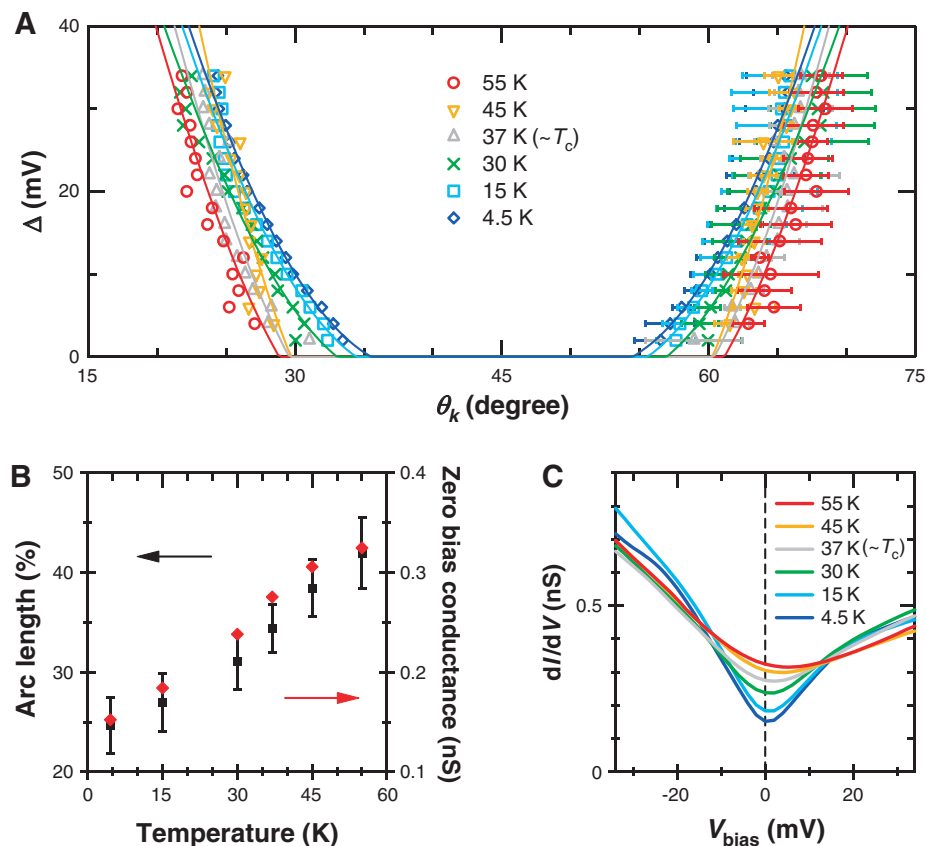 A
40
20
0
Δ (mV)
55 K
45 K
37 K (~Tc)
30 K
15 K
4.5 K
15
30
45
60
75
θk (degree)
B
50
40
30
20
Arc length (%)
0.4
0.3
0.2
0.1
Zero bias conductance (nS)
0
15
30
45
60
Temperature (K)
C
55 K
45 K
37 K (~Tc)
30 K
15 K
4.5 K
0.5
0
dI/dV (nS)
-20
0
20
Vbias (mV)